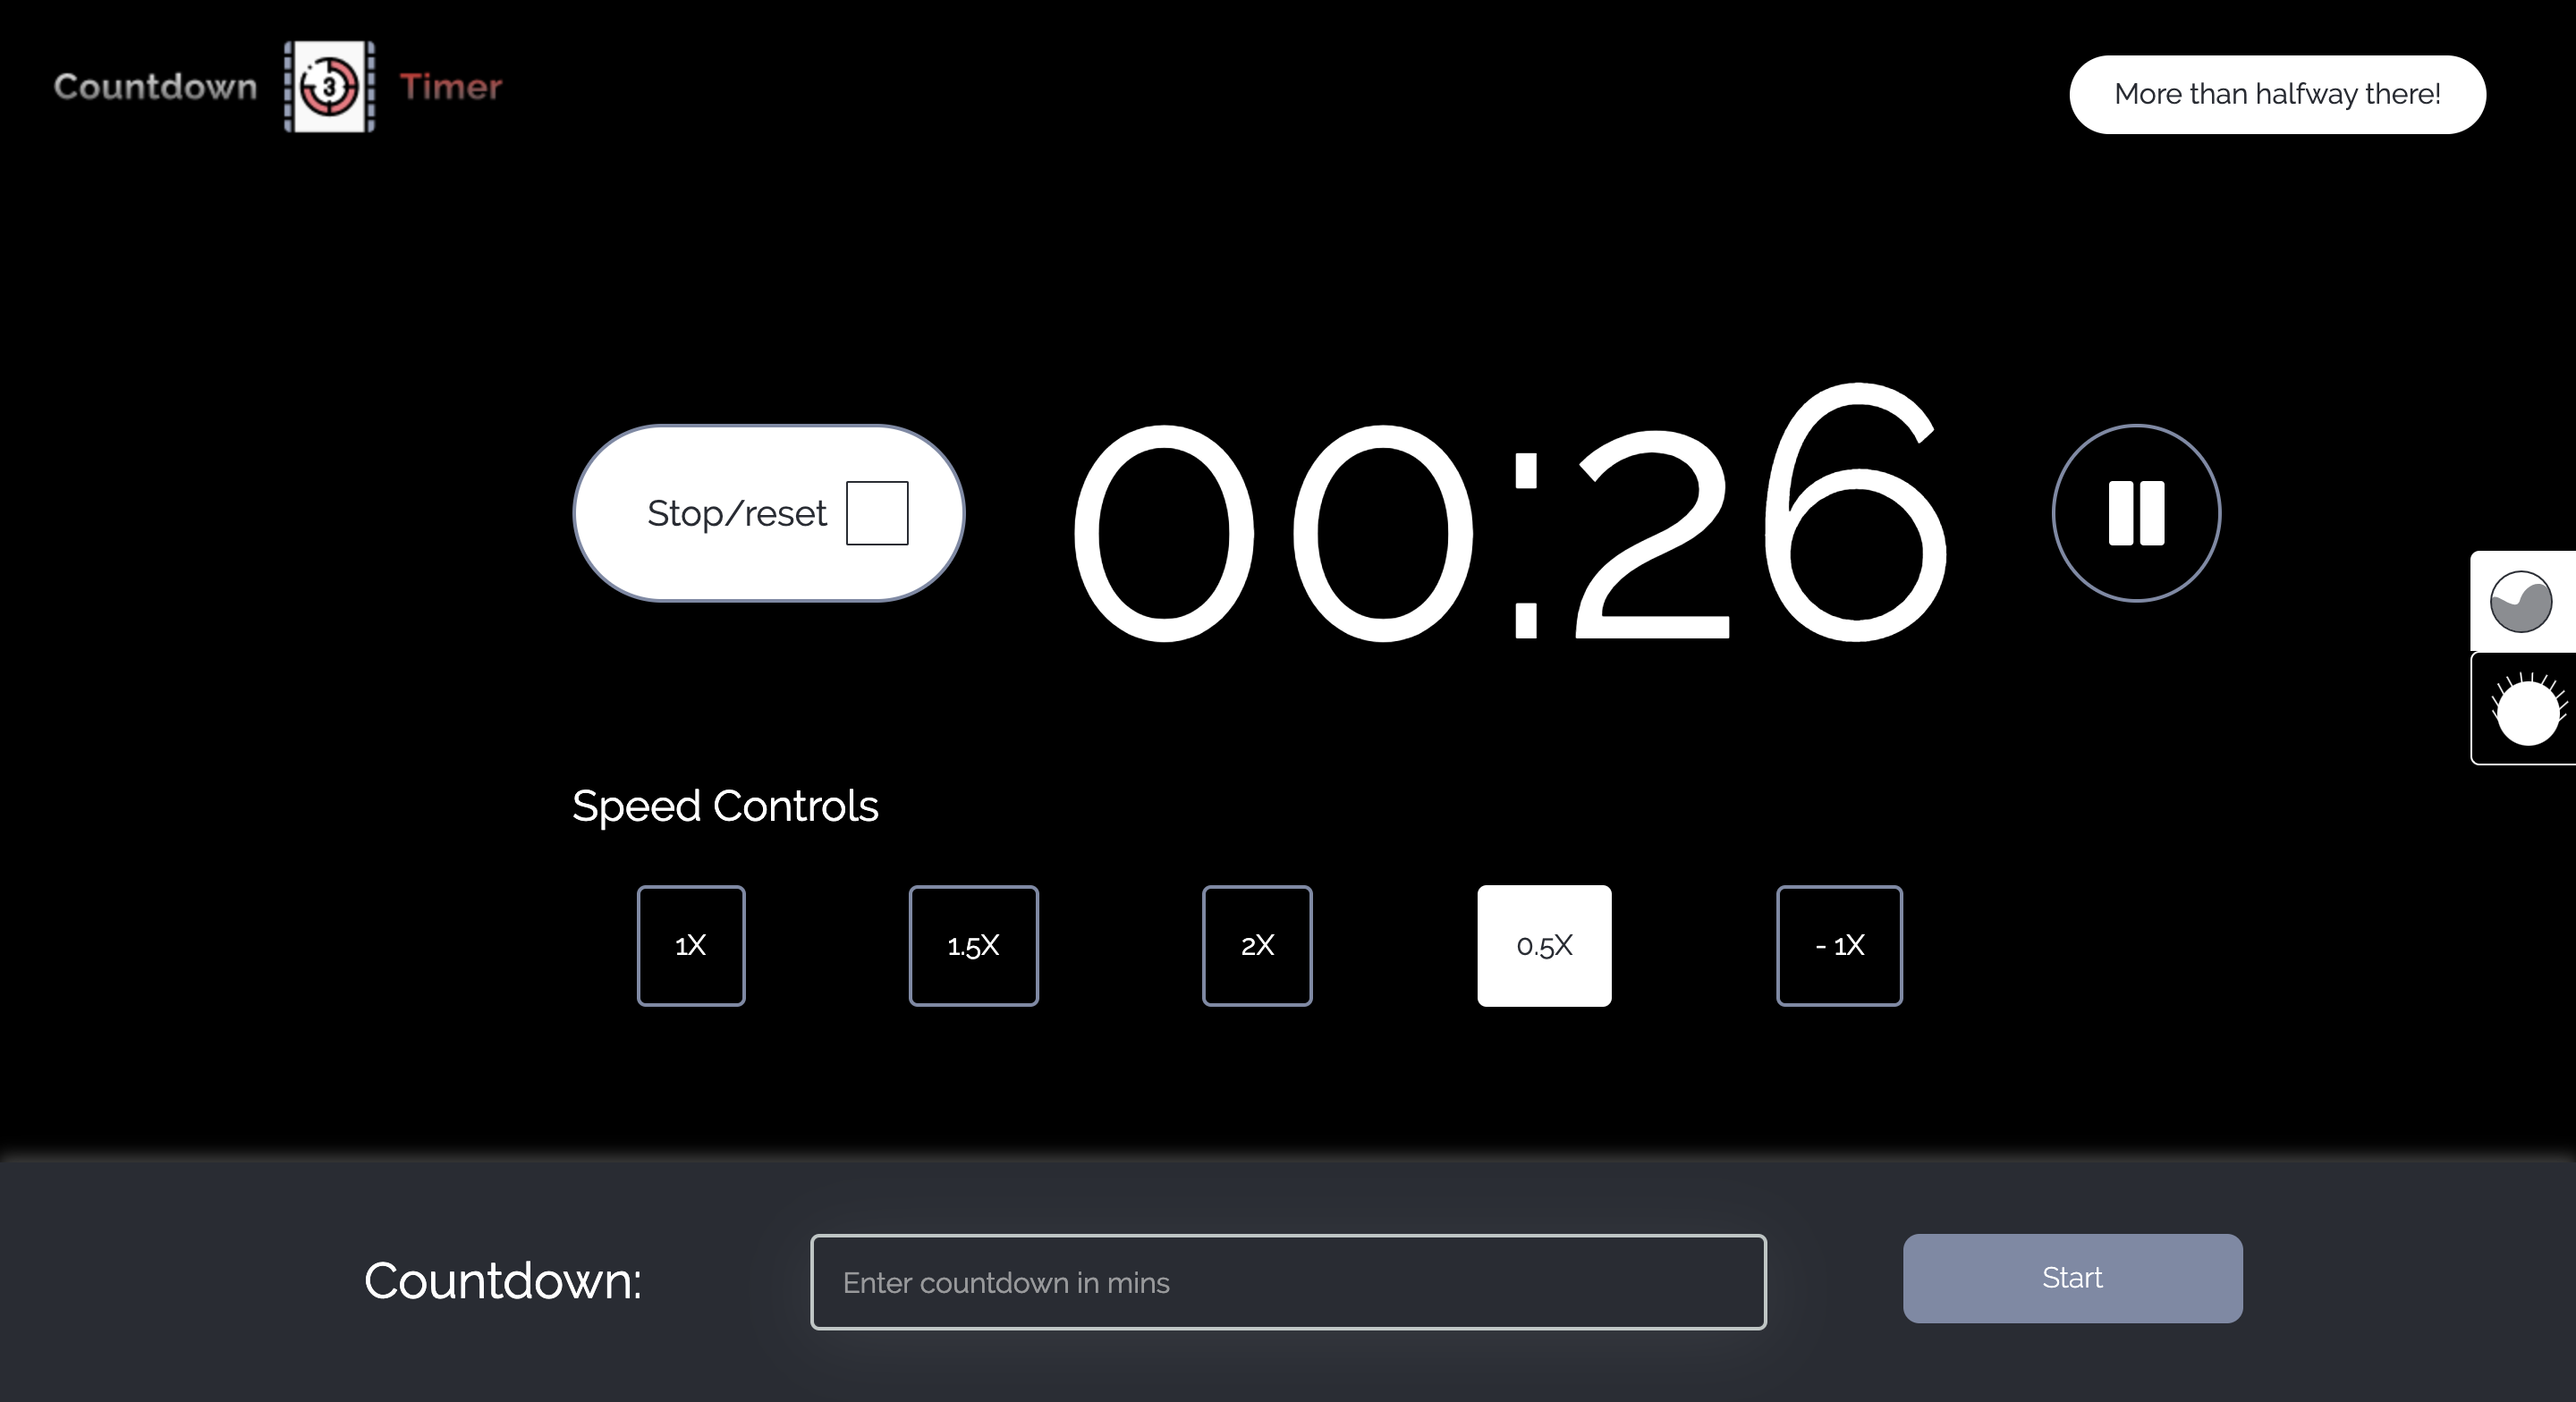 Countdown 3 Timer
More than halfway there!
Stop/reset
00:26
Speed Controls
1X 1.5X 2X 0.5X - 1X
Countdown: Enter countdown in mins Start